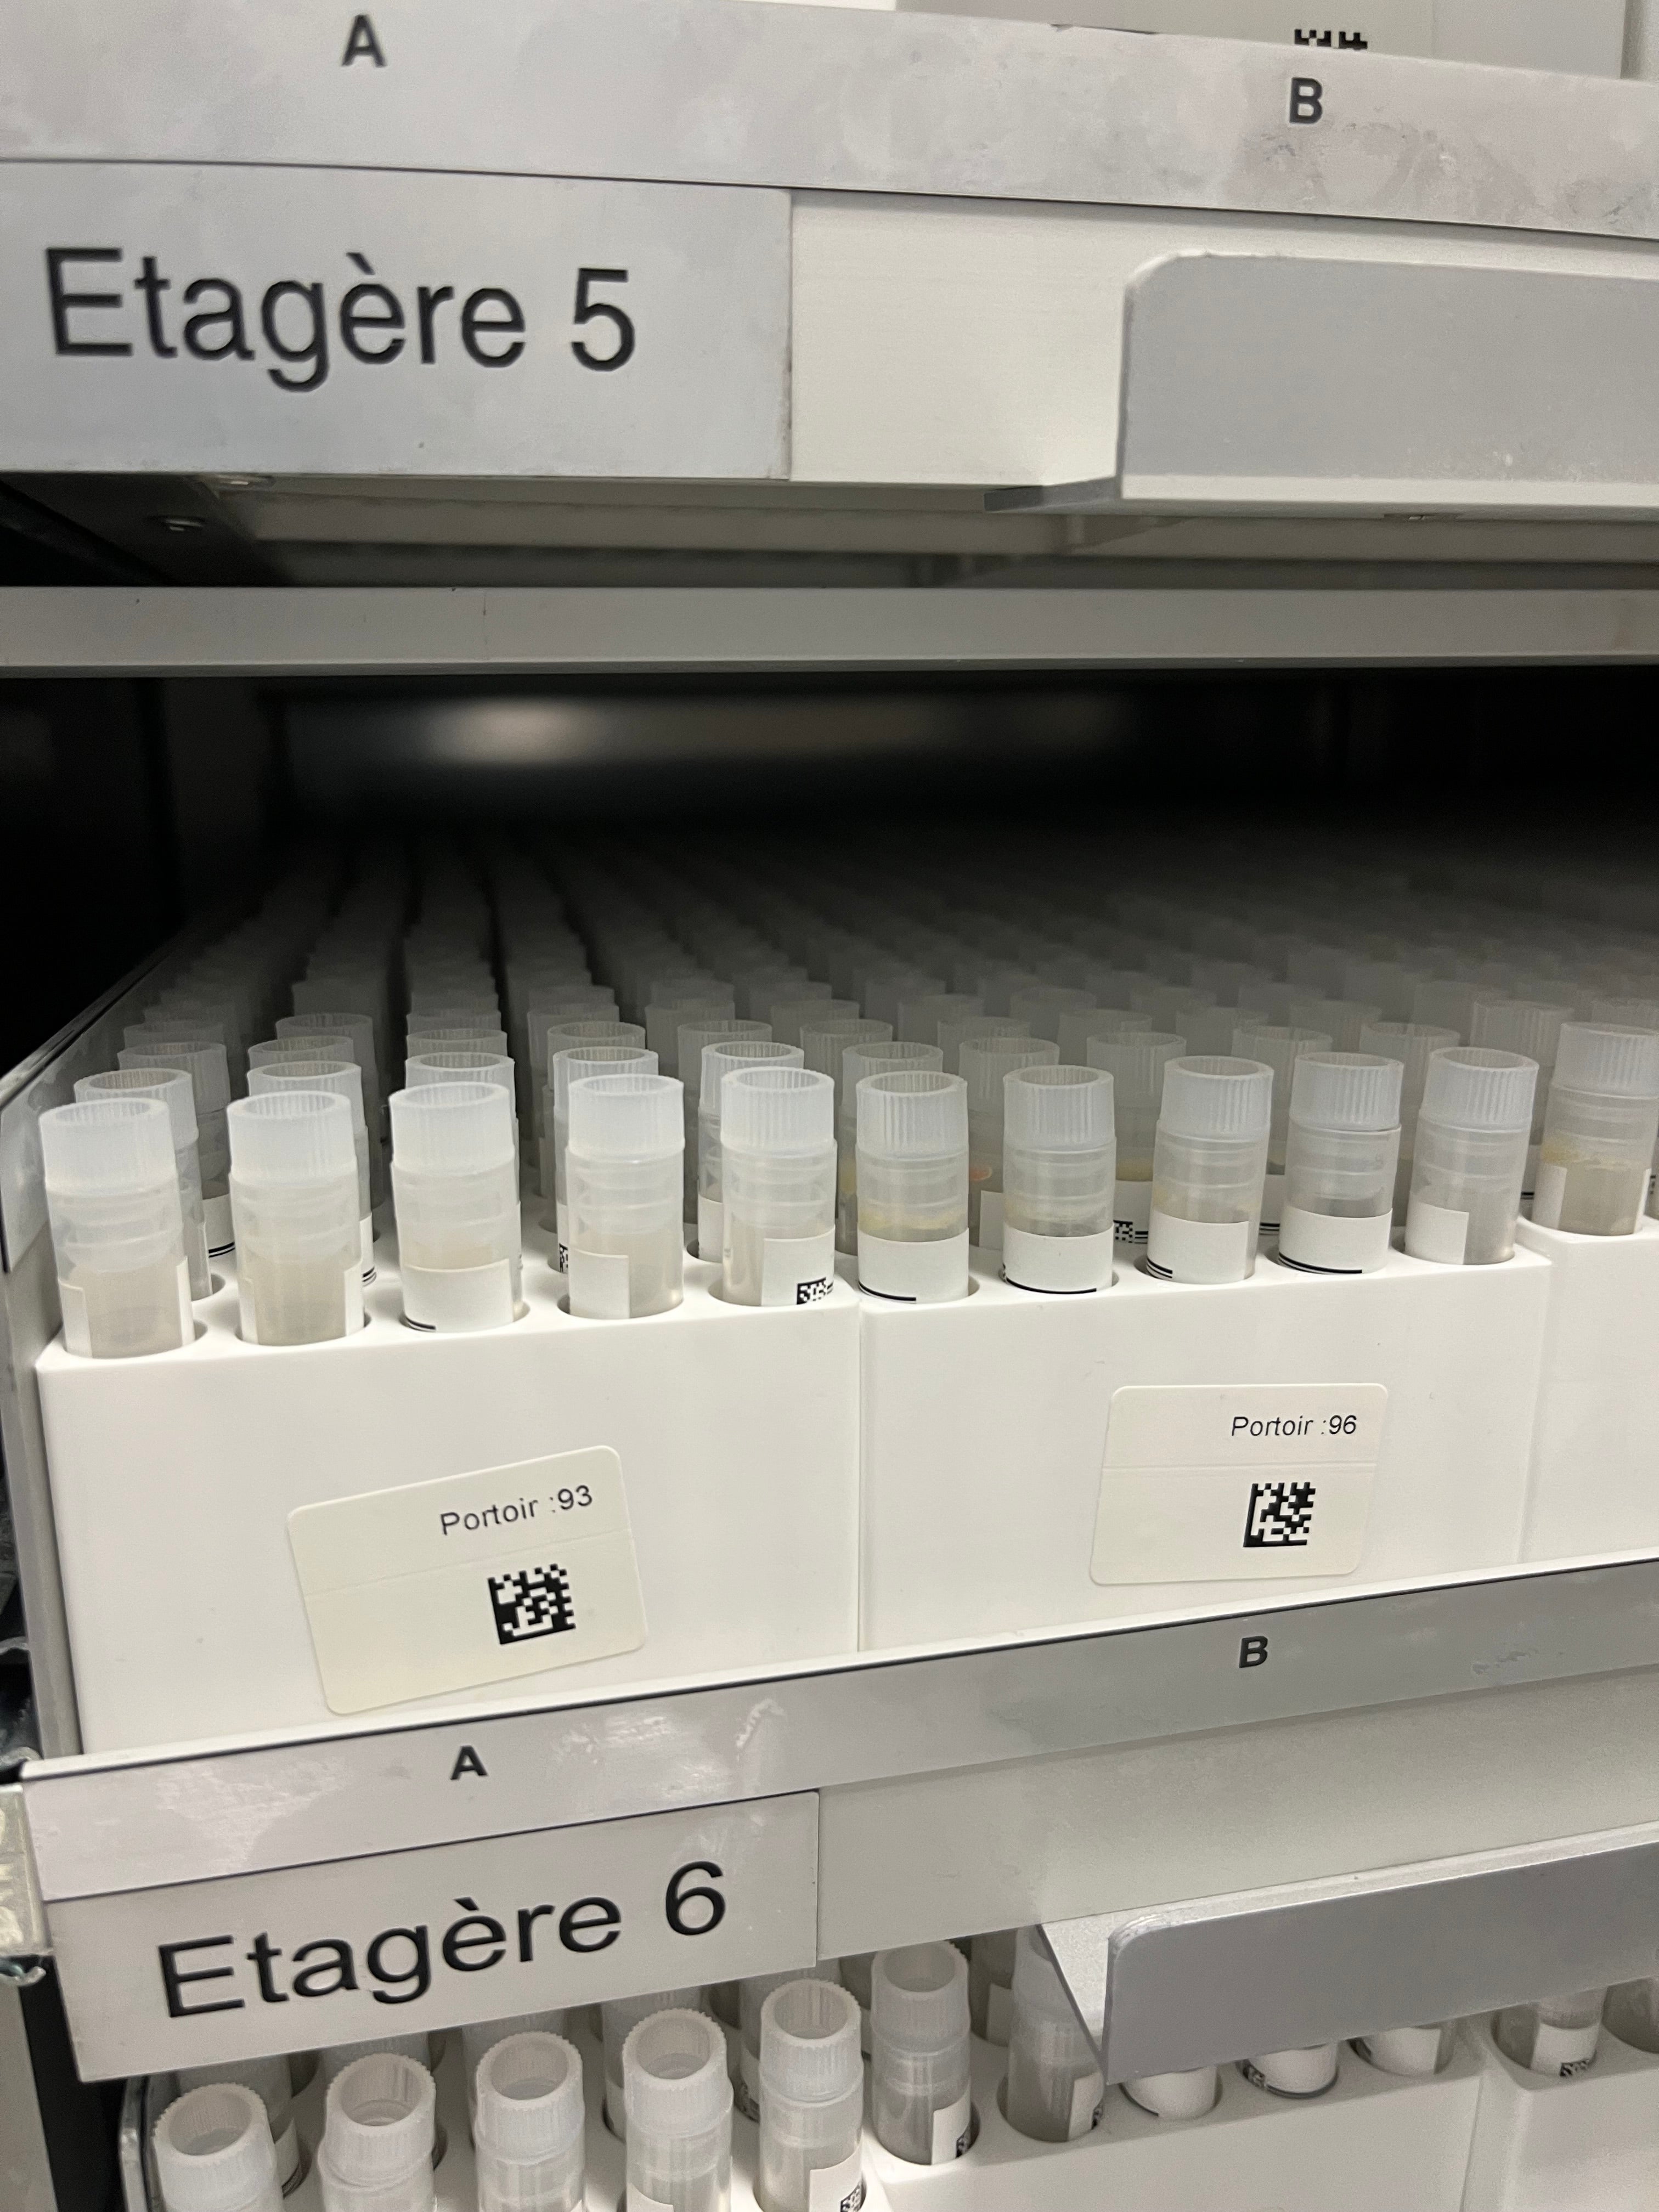 A
B
Etagère 5
Portoir :93
Portoir :96
A
B
Etagère 6